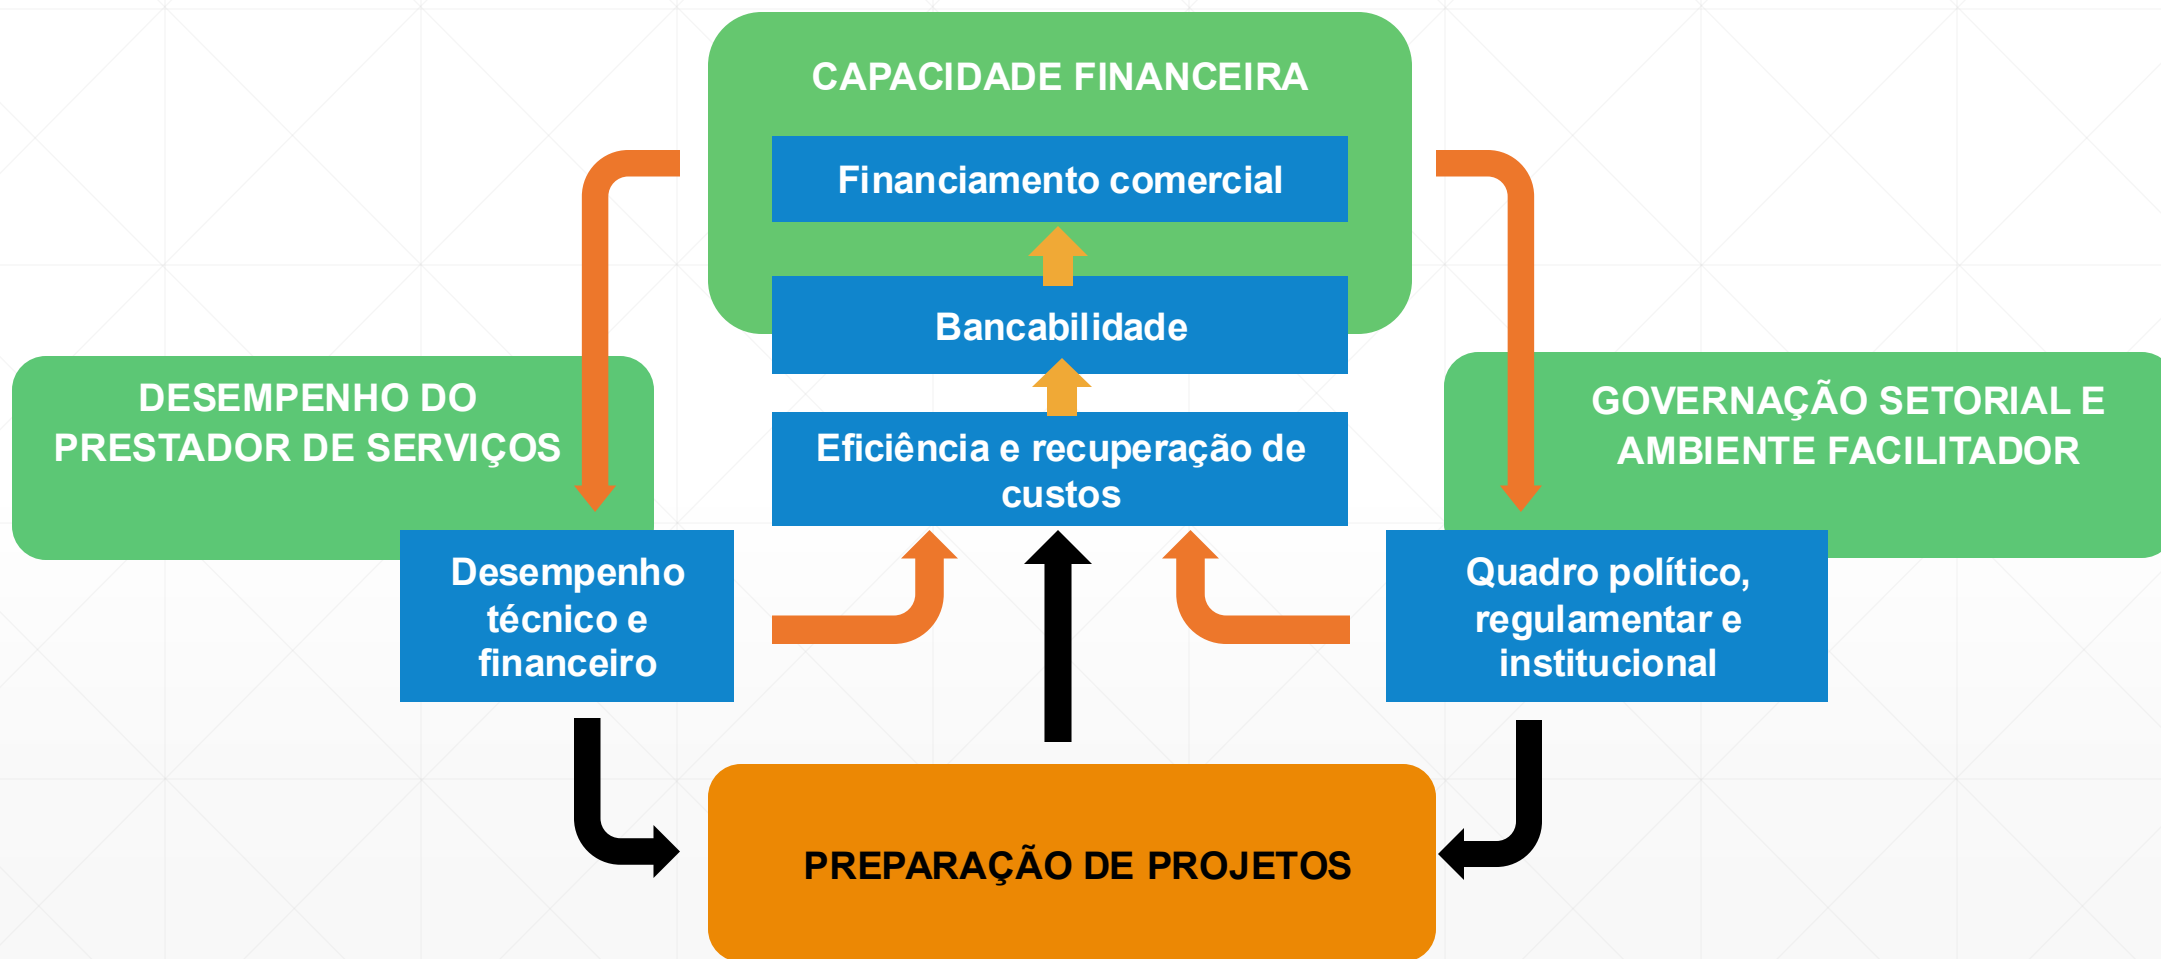 CAPACIDADE FINANCEIRA
Financiamento comercial
Bancabilidade
DESEMPENHO DO
PRESTADOR DE SERVIÇOS
Eficiência e recuperação de
custos
GOVERNAÇÃO SETORIAL E
AMBIENTE FACILITADOR
Desempenho
técnico e
financeiro
Quadro político,
regulamentar e
institucional
PREPARAÇÃO DE PROJETOS